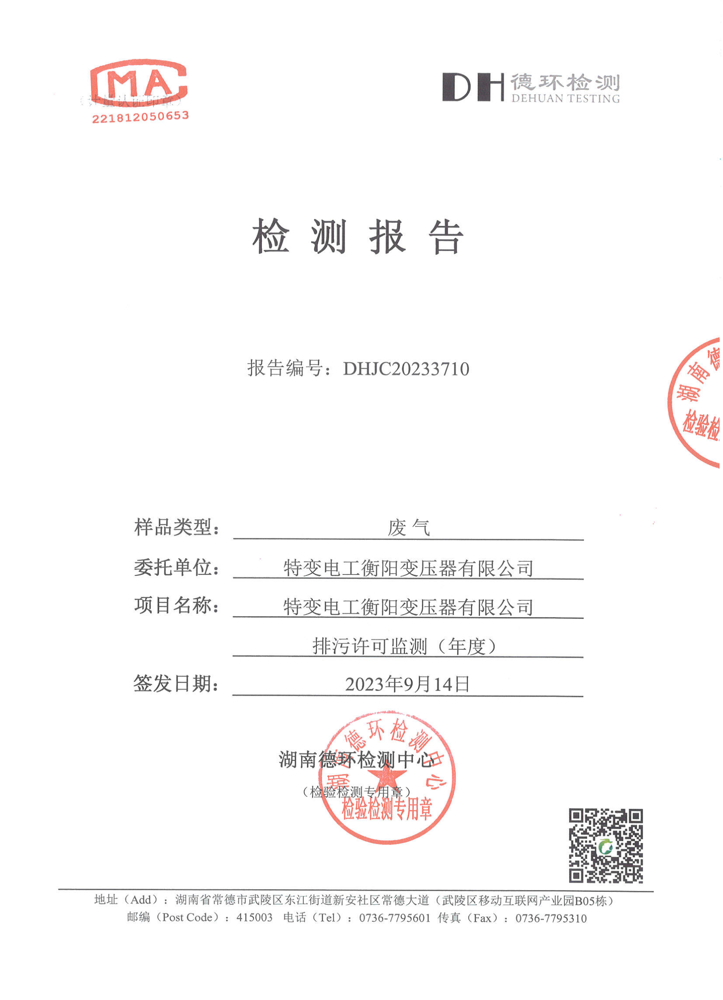 MA
（计量认证印章）
221812050653
DH 德环检测
DEHUAN TESTING
检测报告
报告编号：DHJC20233710
湖南德
检验检
样品类型： 废气
委托单位： 特变电工衡阳变压器有限公司
项目名称： 特变电工衡阳变压器有限公司
排污许可监测（年度）
签发日期： 2023年9月14日
湖南德环检测中心
湖南德环检测中心
（检验检测专用章）
检验检测专用章
地址（Add）：湖南省常德市武陵区东江街道新安社区常德大道（武陵区移动互联网产业园B05栋）
邮编（Post Code）：415003 电话（Tel）：0736-7795601 传真（Fax）：0736-7795310